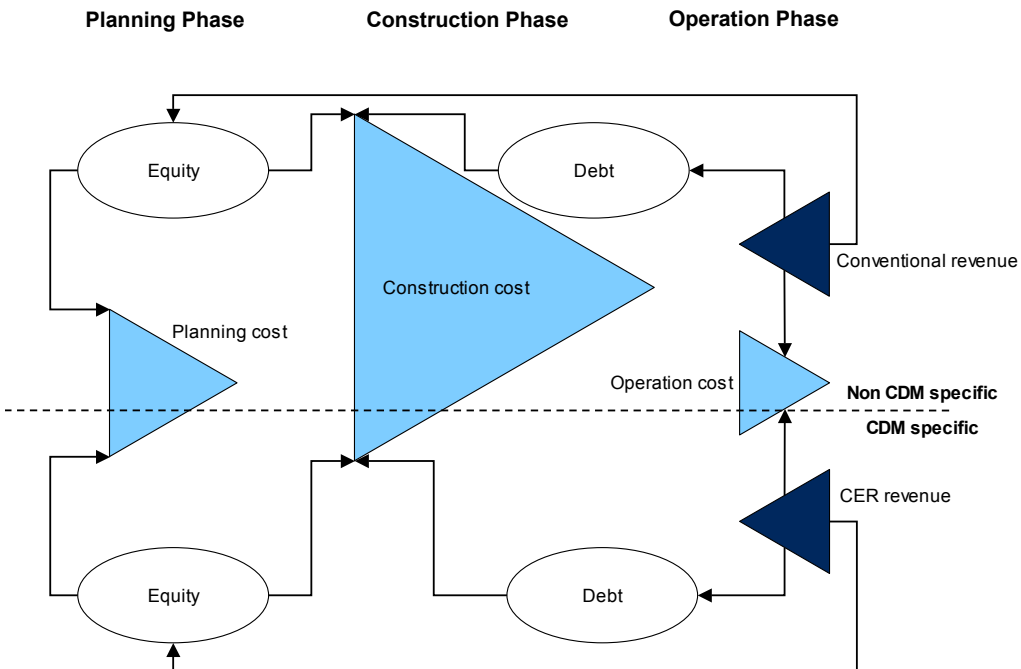 Planning Phase
Construction Phase
Operation Phase
Equity
Debt
Conventional revenue
Construction cost
Planning cost
Operation cost
Non CDM specific
CDM specific
CER revenue
Equity
Debt